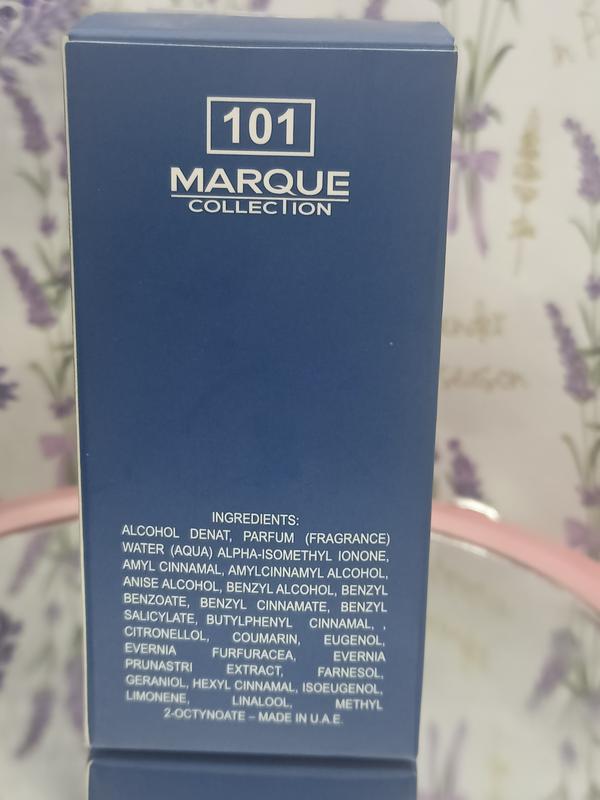 101
MARQUE
COLLECTION
INGREDIENTS:
ALCOHOL DENAT, PARFUM (FRAGRANCE)
WATER (AQUA) ALPHA-ISOMETHYL IONONE,
AMYL CINNAMAL, AMYLCINNAMYL ALCOHOL,
ANISE ALCOHOL, BENZYL ALCOHOL, BENZYL
BENZOATE, BENZYL CINNAMATE, BENZYL
SALICYLATE, BUTYLPHENYL CINNAMAL, ,
CITRONELLOL, COUMARIN, EUGENOL,
EVERNIA FURFURACEA, EVERNIA
PRUNASTRI EXTRACT, FARNESOL,
GERANIOL, HEXYL CINNAMAL, ISOEUGENOL,
LIMONENE, LINALOOL, METHYL
2-OCTYNOATE – MADE IN U.A.E.